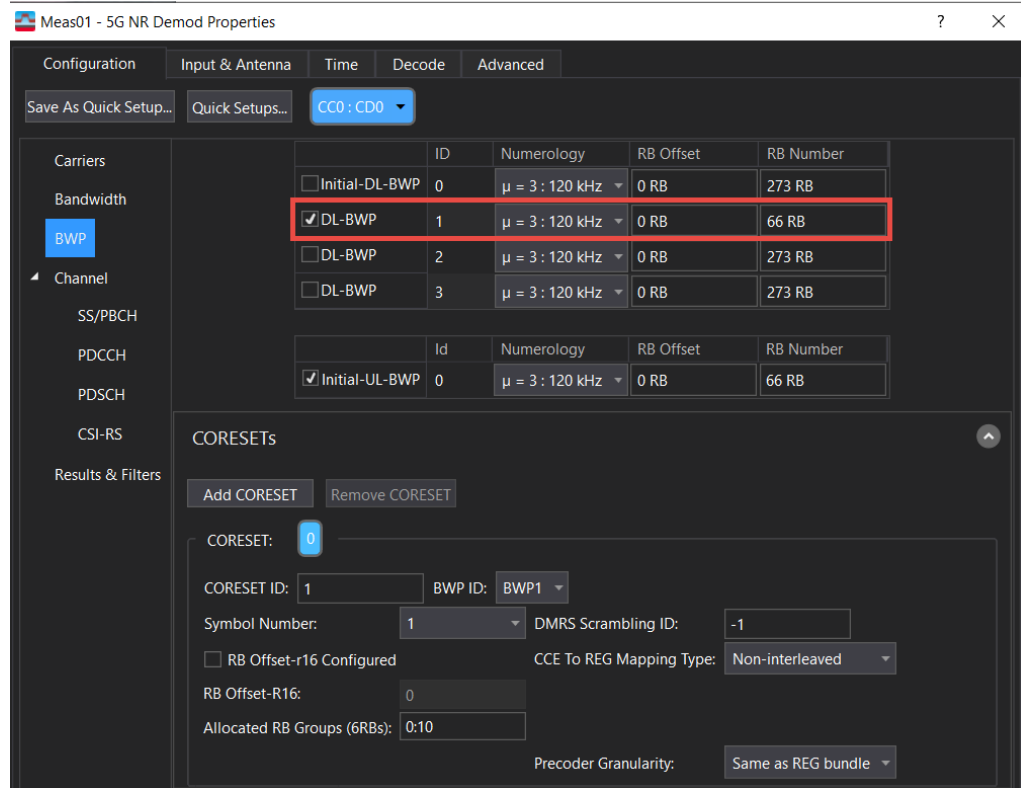 Meas01 - 5G NR Demod Properties ? ×
Configuration Input & Antenna Time Decode Advanced
Save As Quick Setup... Quick Setups... CC0 : CD0
Carriers
Bandwidth
BWP
Channel
SS/PBCH
PDCCH
PDSCH
CSI-RS
Results & Filters
ID Numerology RB Offset RB Number
Initial-DL-BWP 0 µ = 3 : 120 kHz 0 RB 273 RB
DL-BWP 1 µ = 3 : 120 kHz 0 RB 66 RB
DL-BWP 2 µ = 3 : 120 kHz 0 RB 273 RB
DL-BWP 3 µ = 3 : 120 kHz 0 RB 273 RB
Id Numerology RB Offset RB Number
Initial-UL-BWP 0 µ = 3 : 120 kHz 0 RB 66 RB
CORESETs
Add CORESET Remove CORESET
CORESET: 0
CORESET ID: 1 BWP ID: BWP1
Symbol Number: 1 DMRS Scrambling ID: -1
RB Offset-r16 Configured CCE To REG Mapping Type: Non-interleaved
RB Offset-R16: 0
Allocated RB Groups (6RBs): 0:10
Precoder Granularity: Same as REG bundle